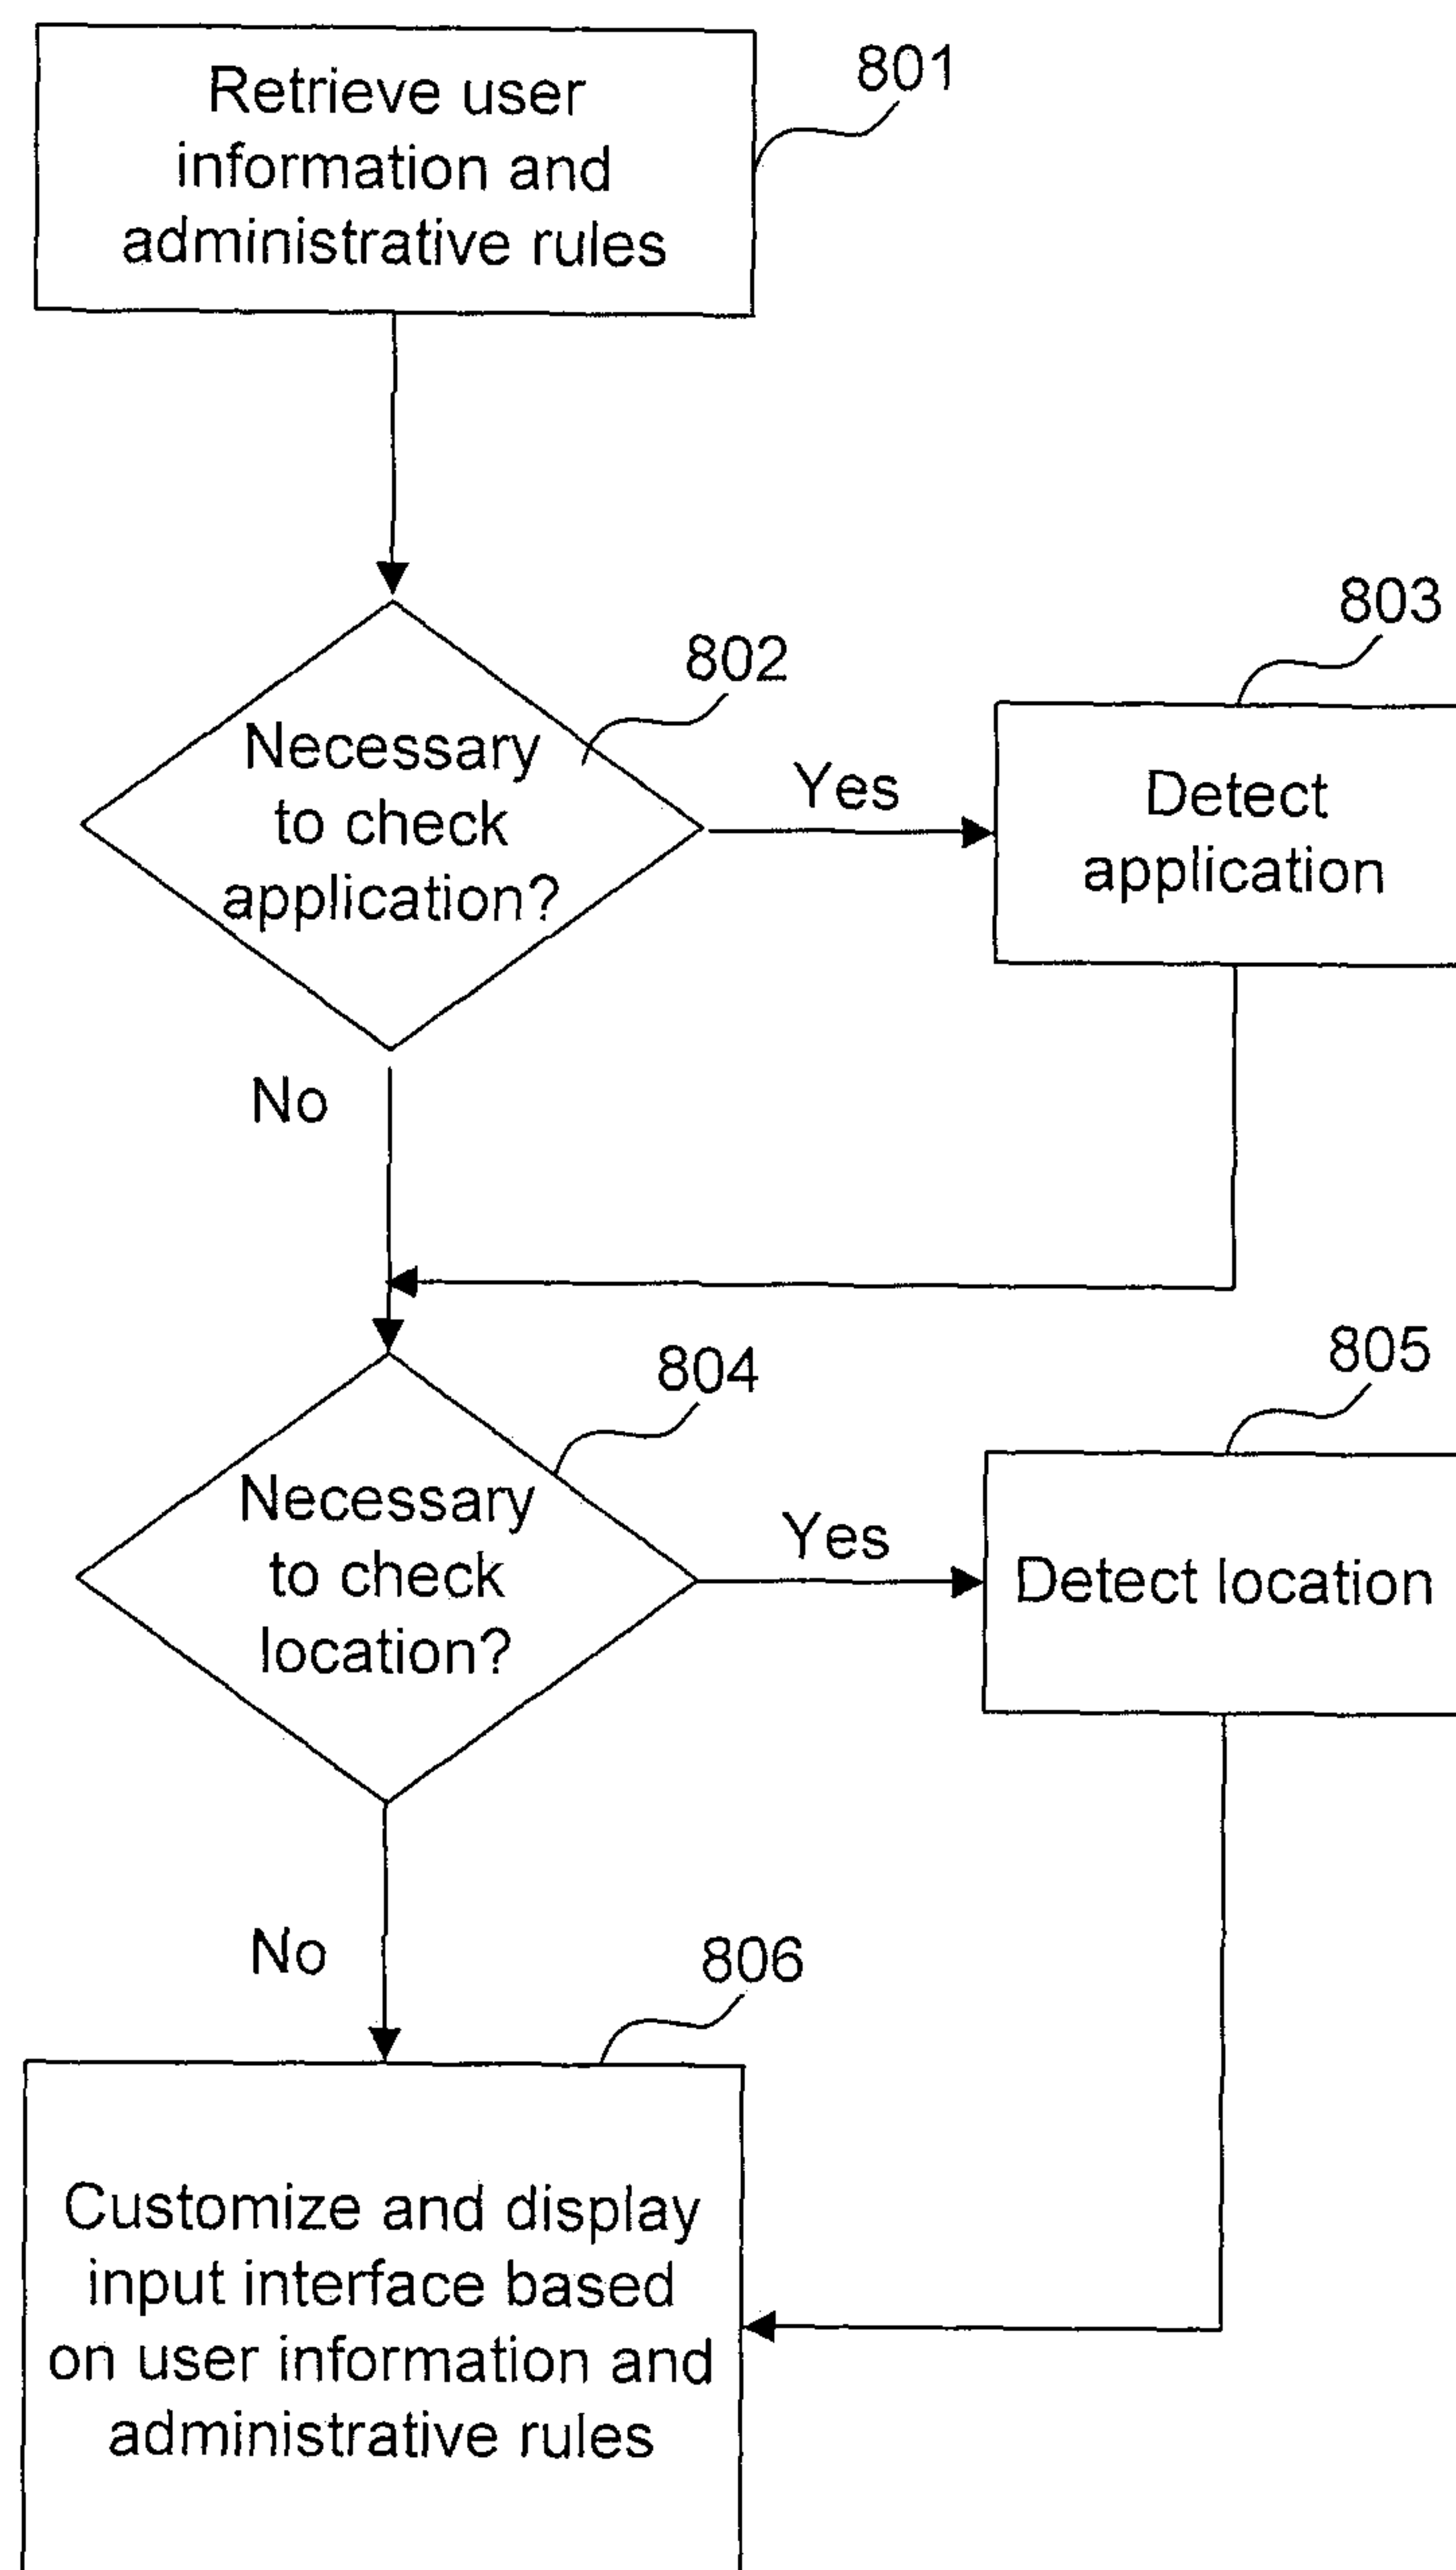 Retrieve user
information and
administrative rules
801
Necessary
to check
application?
802
Yes
Detect
application
803
No
Necessary
to check
location?
804
Yes
Detect location
805
No
Customize and display
input interface based
on user information and
administrative rules
806